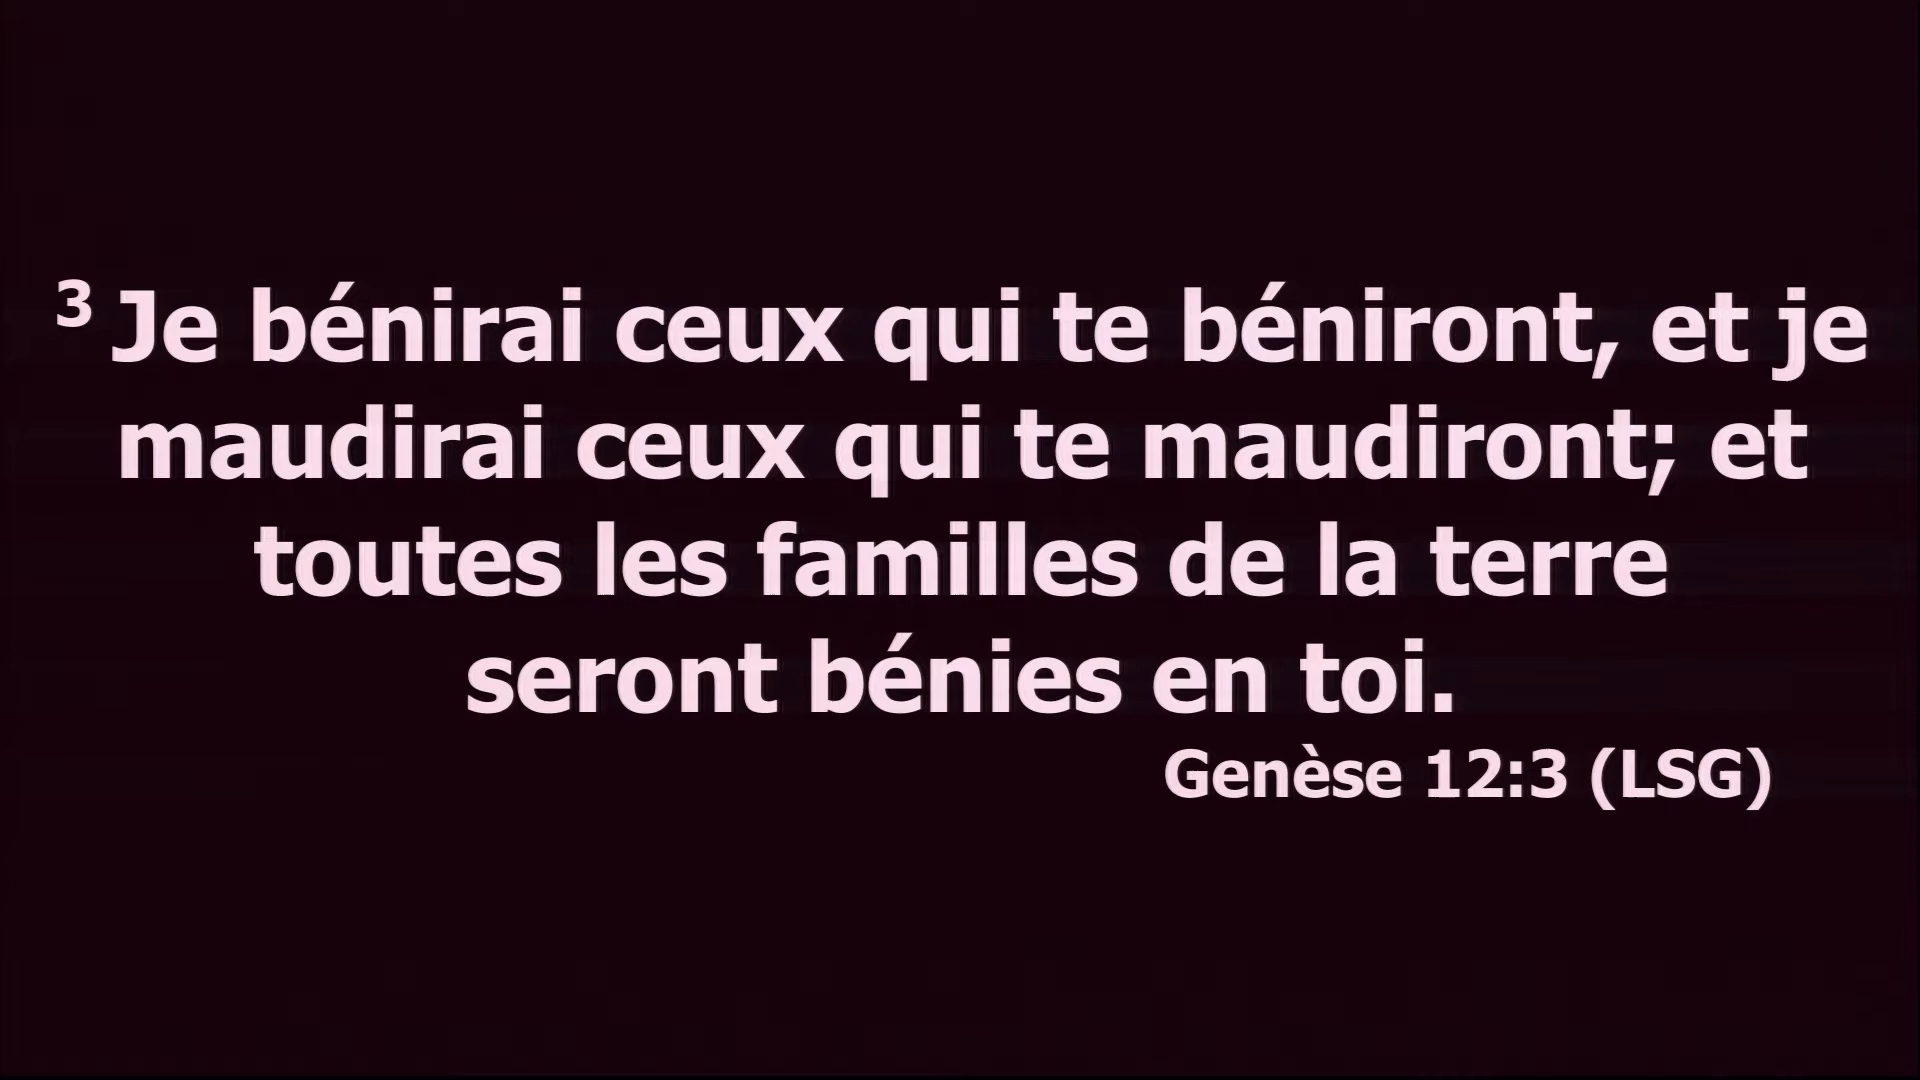 3 Je bénirai ceux qui te béniront, et je
maudirai ceux qui te maudiront; et
toutes les familles de la terre
seront bénies en toi.
Genèse 12:3 (LSG)